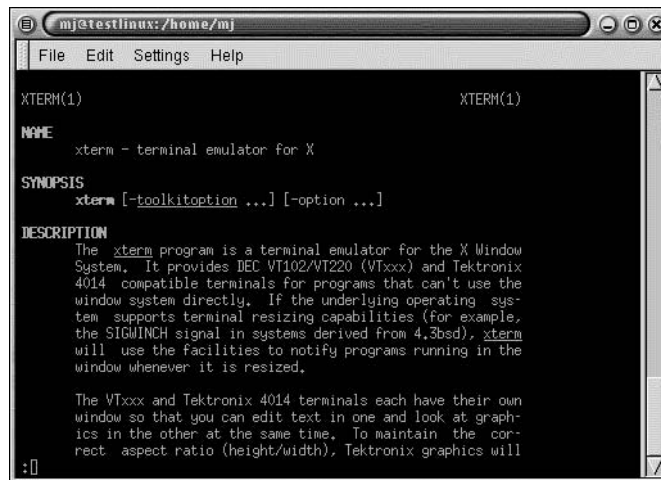 mj@testlinux:/home/mj
File Edit Settings Help
XTERM(1) XTERM(1)
NAME
xterm - terminal emulator for X
SYNOPSIS
xterm [-toolkitoption ...] [-option ...]
DESCRIPTION
The xterm program is a terminal emulator for the X Window
System. It provides DEC VT102/VT220 (VTxxx) and Tektronix
4014 compatible terminals for programs that can't use the
window system directly. If the underlying operating sys-
tem supports terminal resizing capabilities (for example,
the SIGWINCH signal in systems derived from 4.3bsd), xterm
will use the facilities to notify programs running in the
window whenever it is resized.
The VTxxx and Tektronix 4014 terminals each have their own
window so that you can edit text in one and look at graph-
ics in the other at the same time. To maintain the cor-
rect aspect ratio (height/width), Tektronix graphics will
: